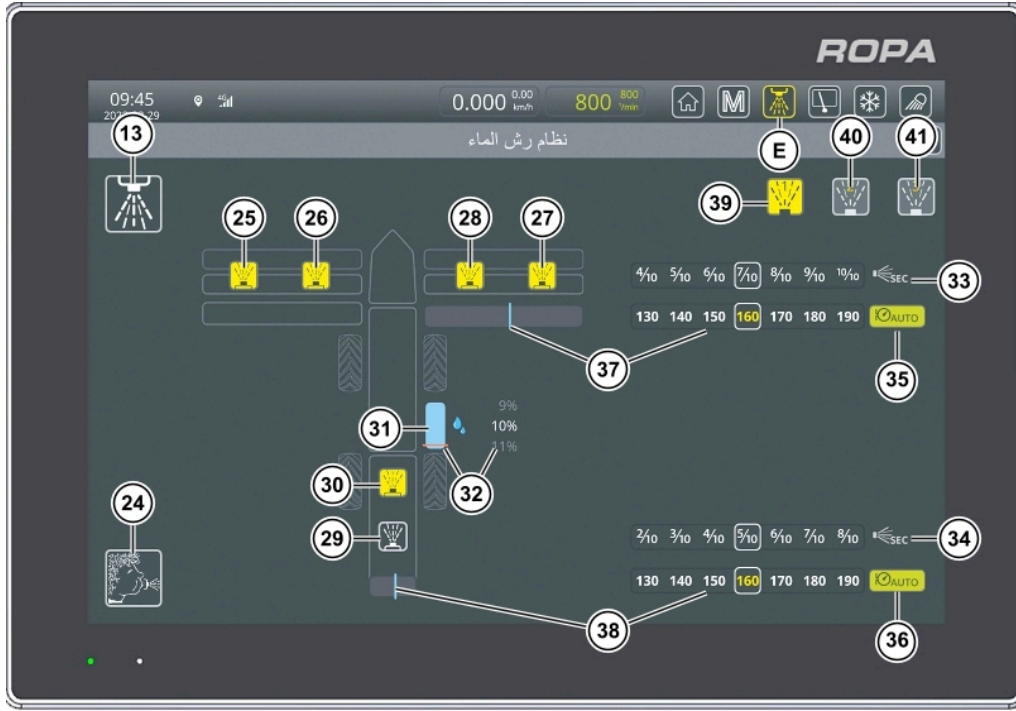 ROPA
09:45 4G 0.000 0.00 km/h 800 800 1/min M
نظام رش الماء
13 E 40 41
39
25 26 28 27
4/10 5/10 6/10 7/10 8/10 9/10 10/10 SEC 33
130 140 150 160 170 180 190 AUTO
37 35
9%
31 10%
11%
30 32
24
29 2/10 3/10 4/10 5/10 6/10 7/10 8/10 SEC 34
130 140 150 160 170 180 190 AUTO
38 36